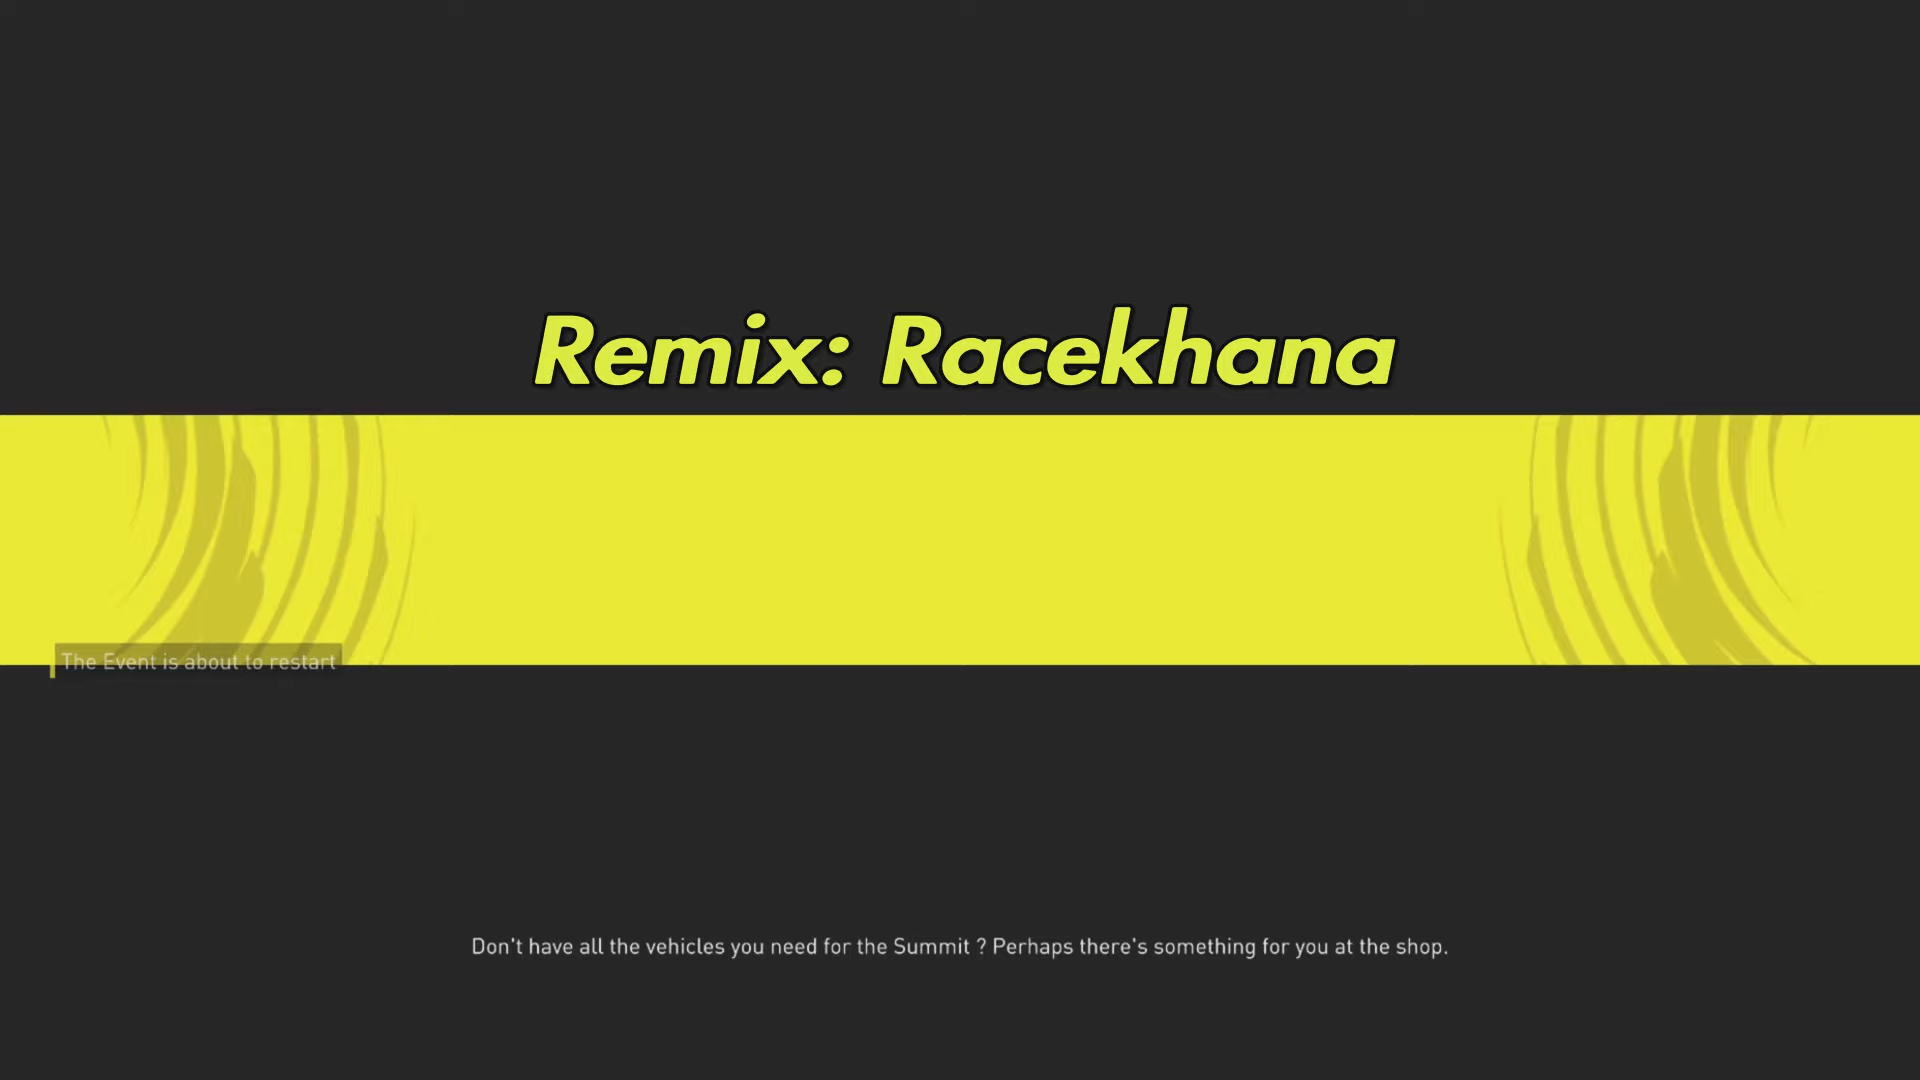 Remix: Racekhana
The Event is about to restart
Don't have all the vehicles you need for the Summit ? Perhaps there's something for you at the shop.